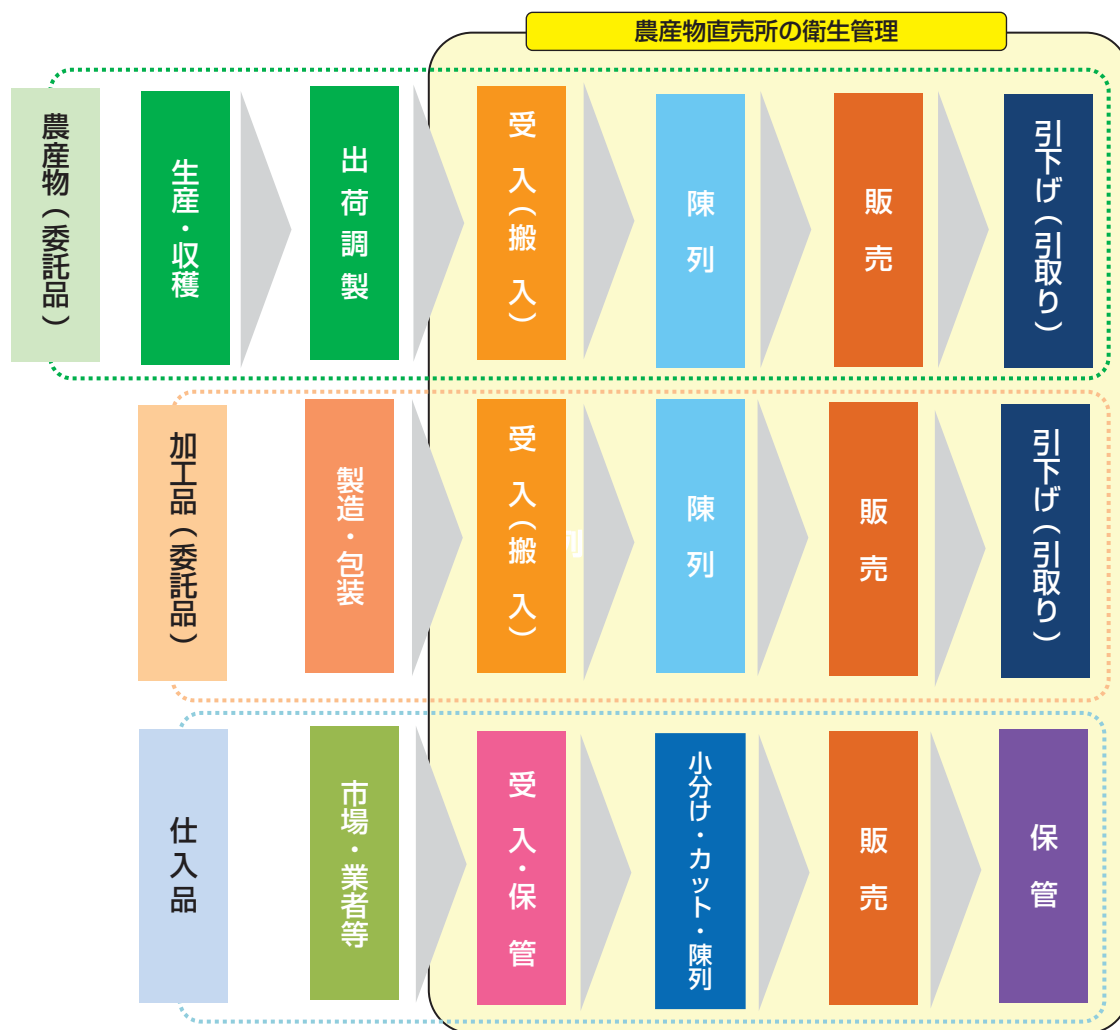 農産物直売所の衛生管理
農産物（委託品）
生産・収穫
出荷調製
受入（搬入）
陳列
販売
引下げ（引取り）
加工品（委託品）
製造・包装
受入（搬入）
列
陳列
販売
引下げ（引取り）
仕入品
市場・業者等
受入・保管
小分け・カット・陳列
販売
保管